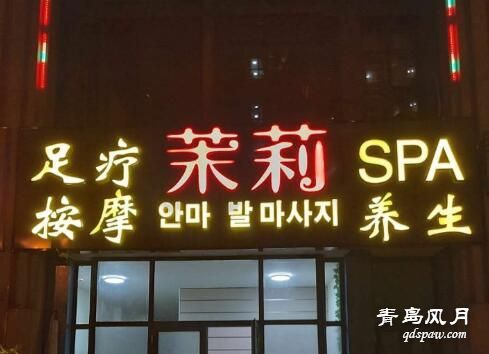 足疗 茉莉 SPA
按摩 안마 발마사지 养生
青岛风月
qdspaw.com